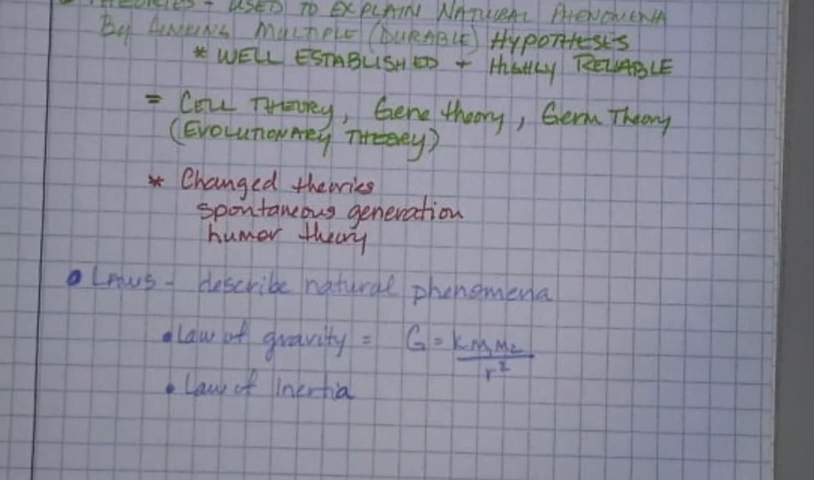 THEORIES - USED TO EXPLAIN NATURAL PHENOMENA
By LINKING MULTIPLE (DURABLE) HYPOTHESES
* WELL ESTABLISHED + HIGHLY RELIABLE
= CELL THEORY, Gene theory, Germ Theory
(EVOLUTIONARY THEORY)
* Changed theories
spontaneous generation
humor theory
• LAWS - describe natural phenomena
• Law of gravity = G = KM₁M₂
r²
• Law of Inertia